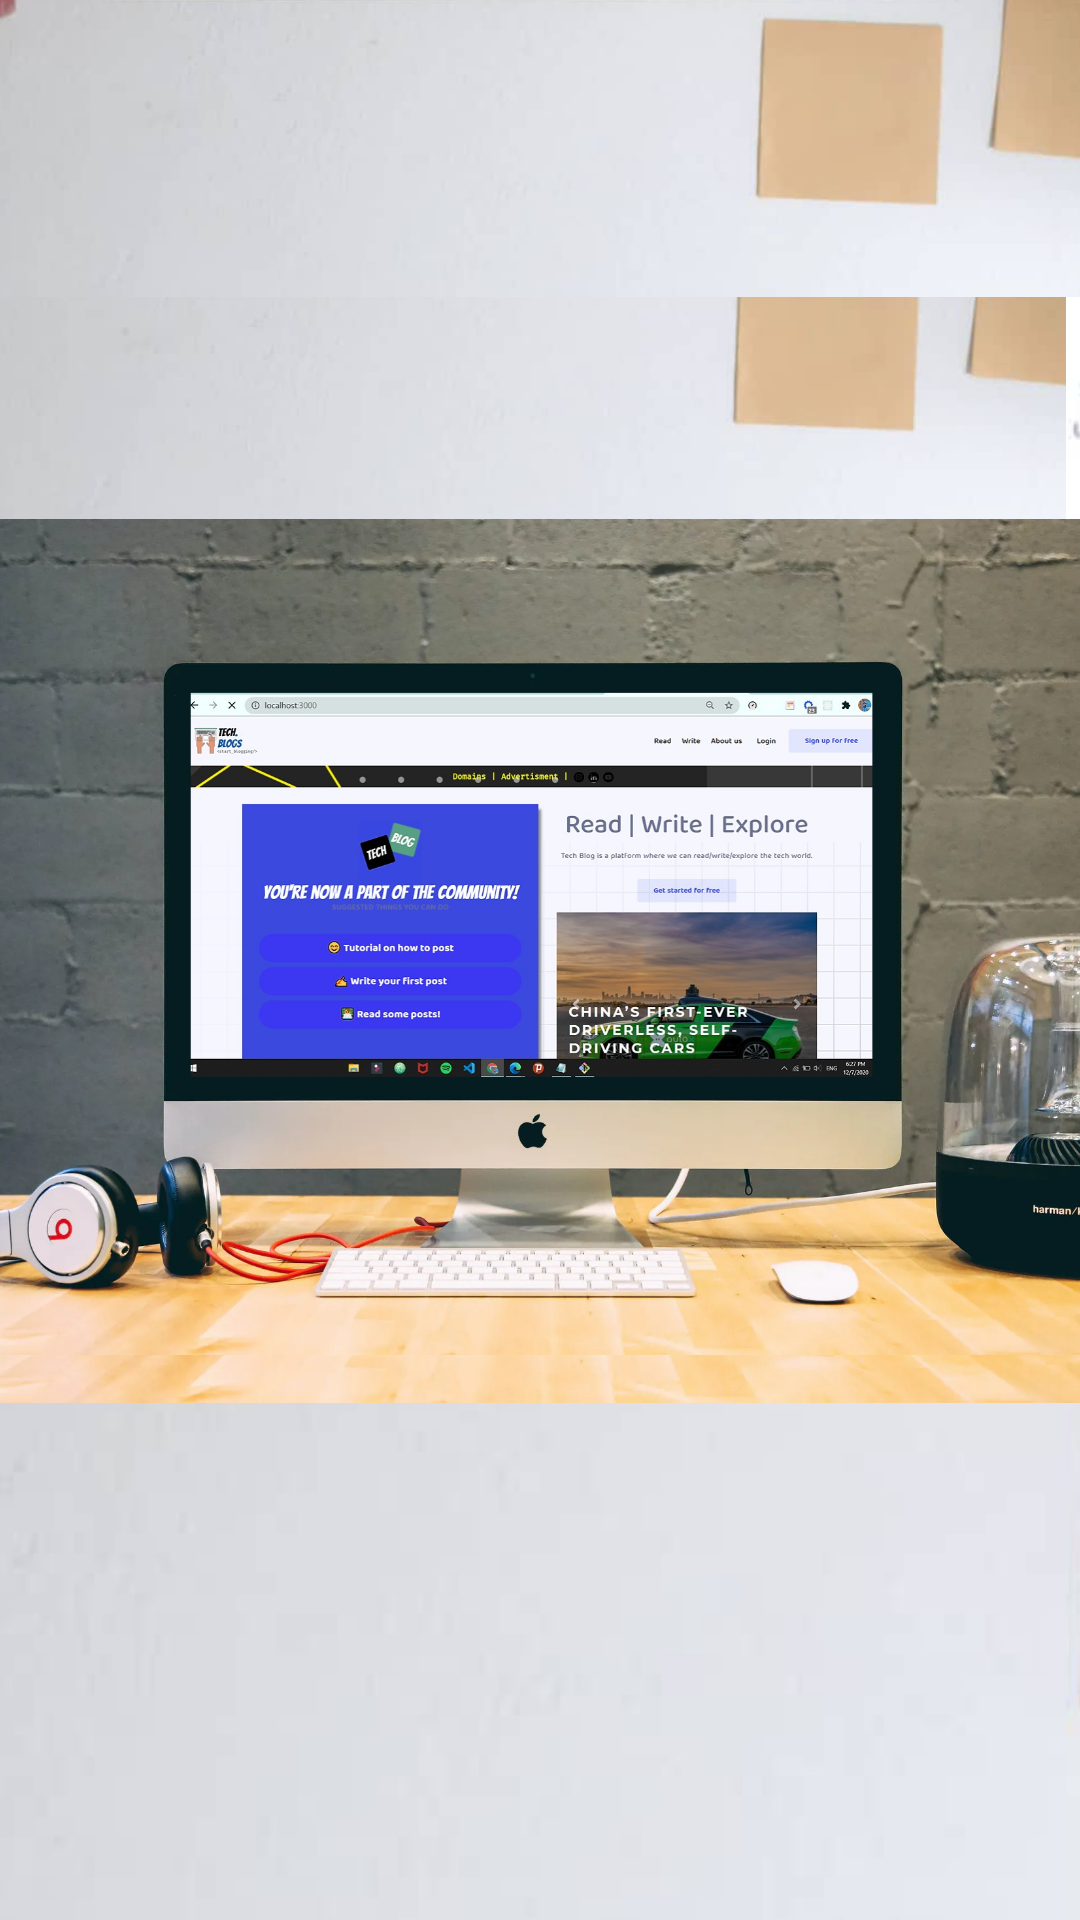 localhost:3000
TECH.
BLOGS
<start_blogging/>
Read Write About us Login Sign up for free
Domains | Advertisment |
TECH
BLOG
YOU'RE NOW A PART OF THE COMMUNITY!
SUGGESTED THINGS YOU CAN DO
Tutorial on how to post
Write your first post
Read some posts!
Read | Write | Explore
Tech Blog is a platform where we can read/write/explore the tech world.
Get started for free
CHINA'S FIRST-EVER
DRIVERLESS, SELF-
DRIVING CARS
auto
ENG
6:27 PM
12/7/2020
b
harman/